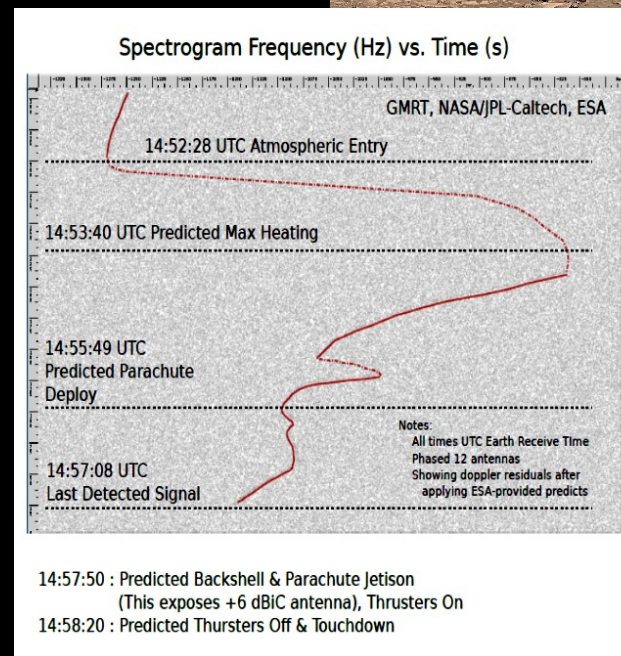 Spectrogram Frequency (Hz) vs. Time (s)
GMRT, NASA/JPL-Caltech, ESA
14:52:28 UTC Atmospheric Entry
14:53:40 UTC Predicted Max Heating
14:55:49 UTC
Predicted Parachute
Deploy
Notes:
All times UTC Earth Receive Time
Phased 12 antennas
Showing doppler residuals after
applying ESA-provided predicts
14:57:08 UTC
Last Detected Signal
14:57:50 : Predicted Backshell & Parachute Jetison
(This exposes +6 dBiC antenna), Thrusters On
14:58:20 : Predicted Thursters Off & Touchdown